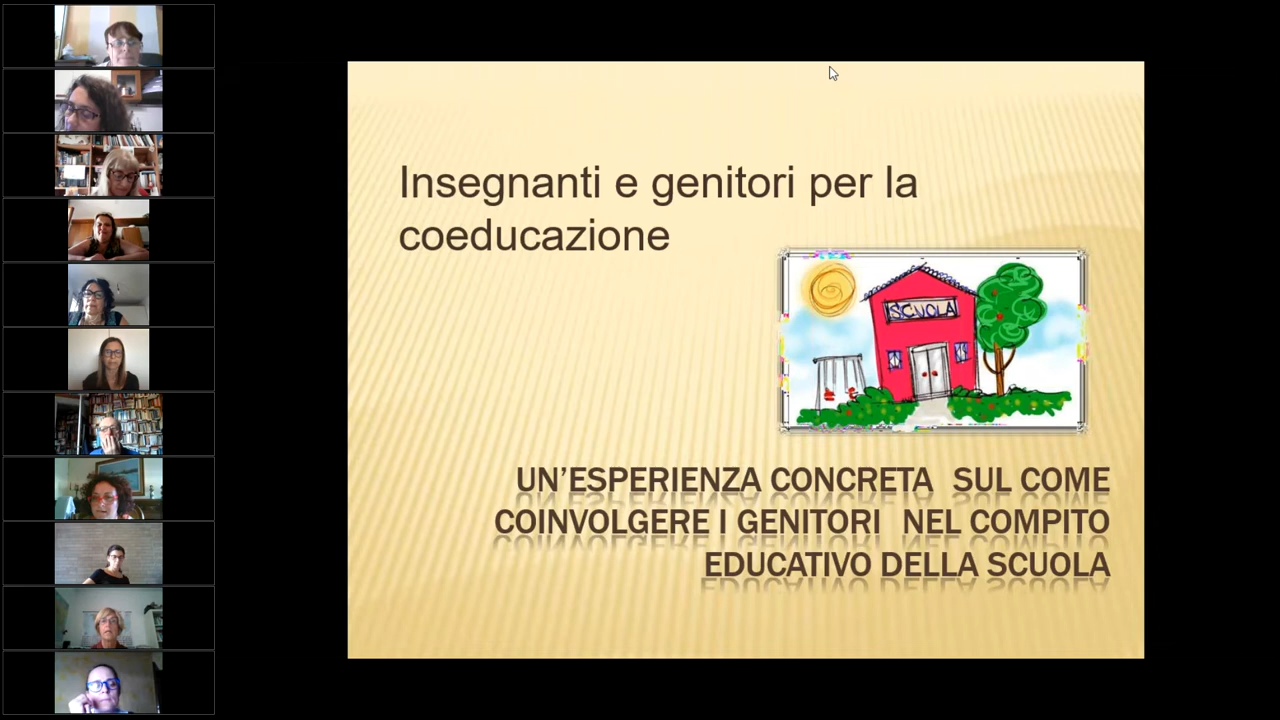 Insegnanti e genitori per la
coeducazione
SCUOLA
UN’ESPERIENZA CONCRETA SUL COME
COINVOLGERE I GENITORI NEL COMPITO
EDUCATIVO DELLA SCUOLA